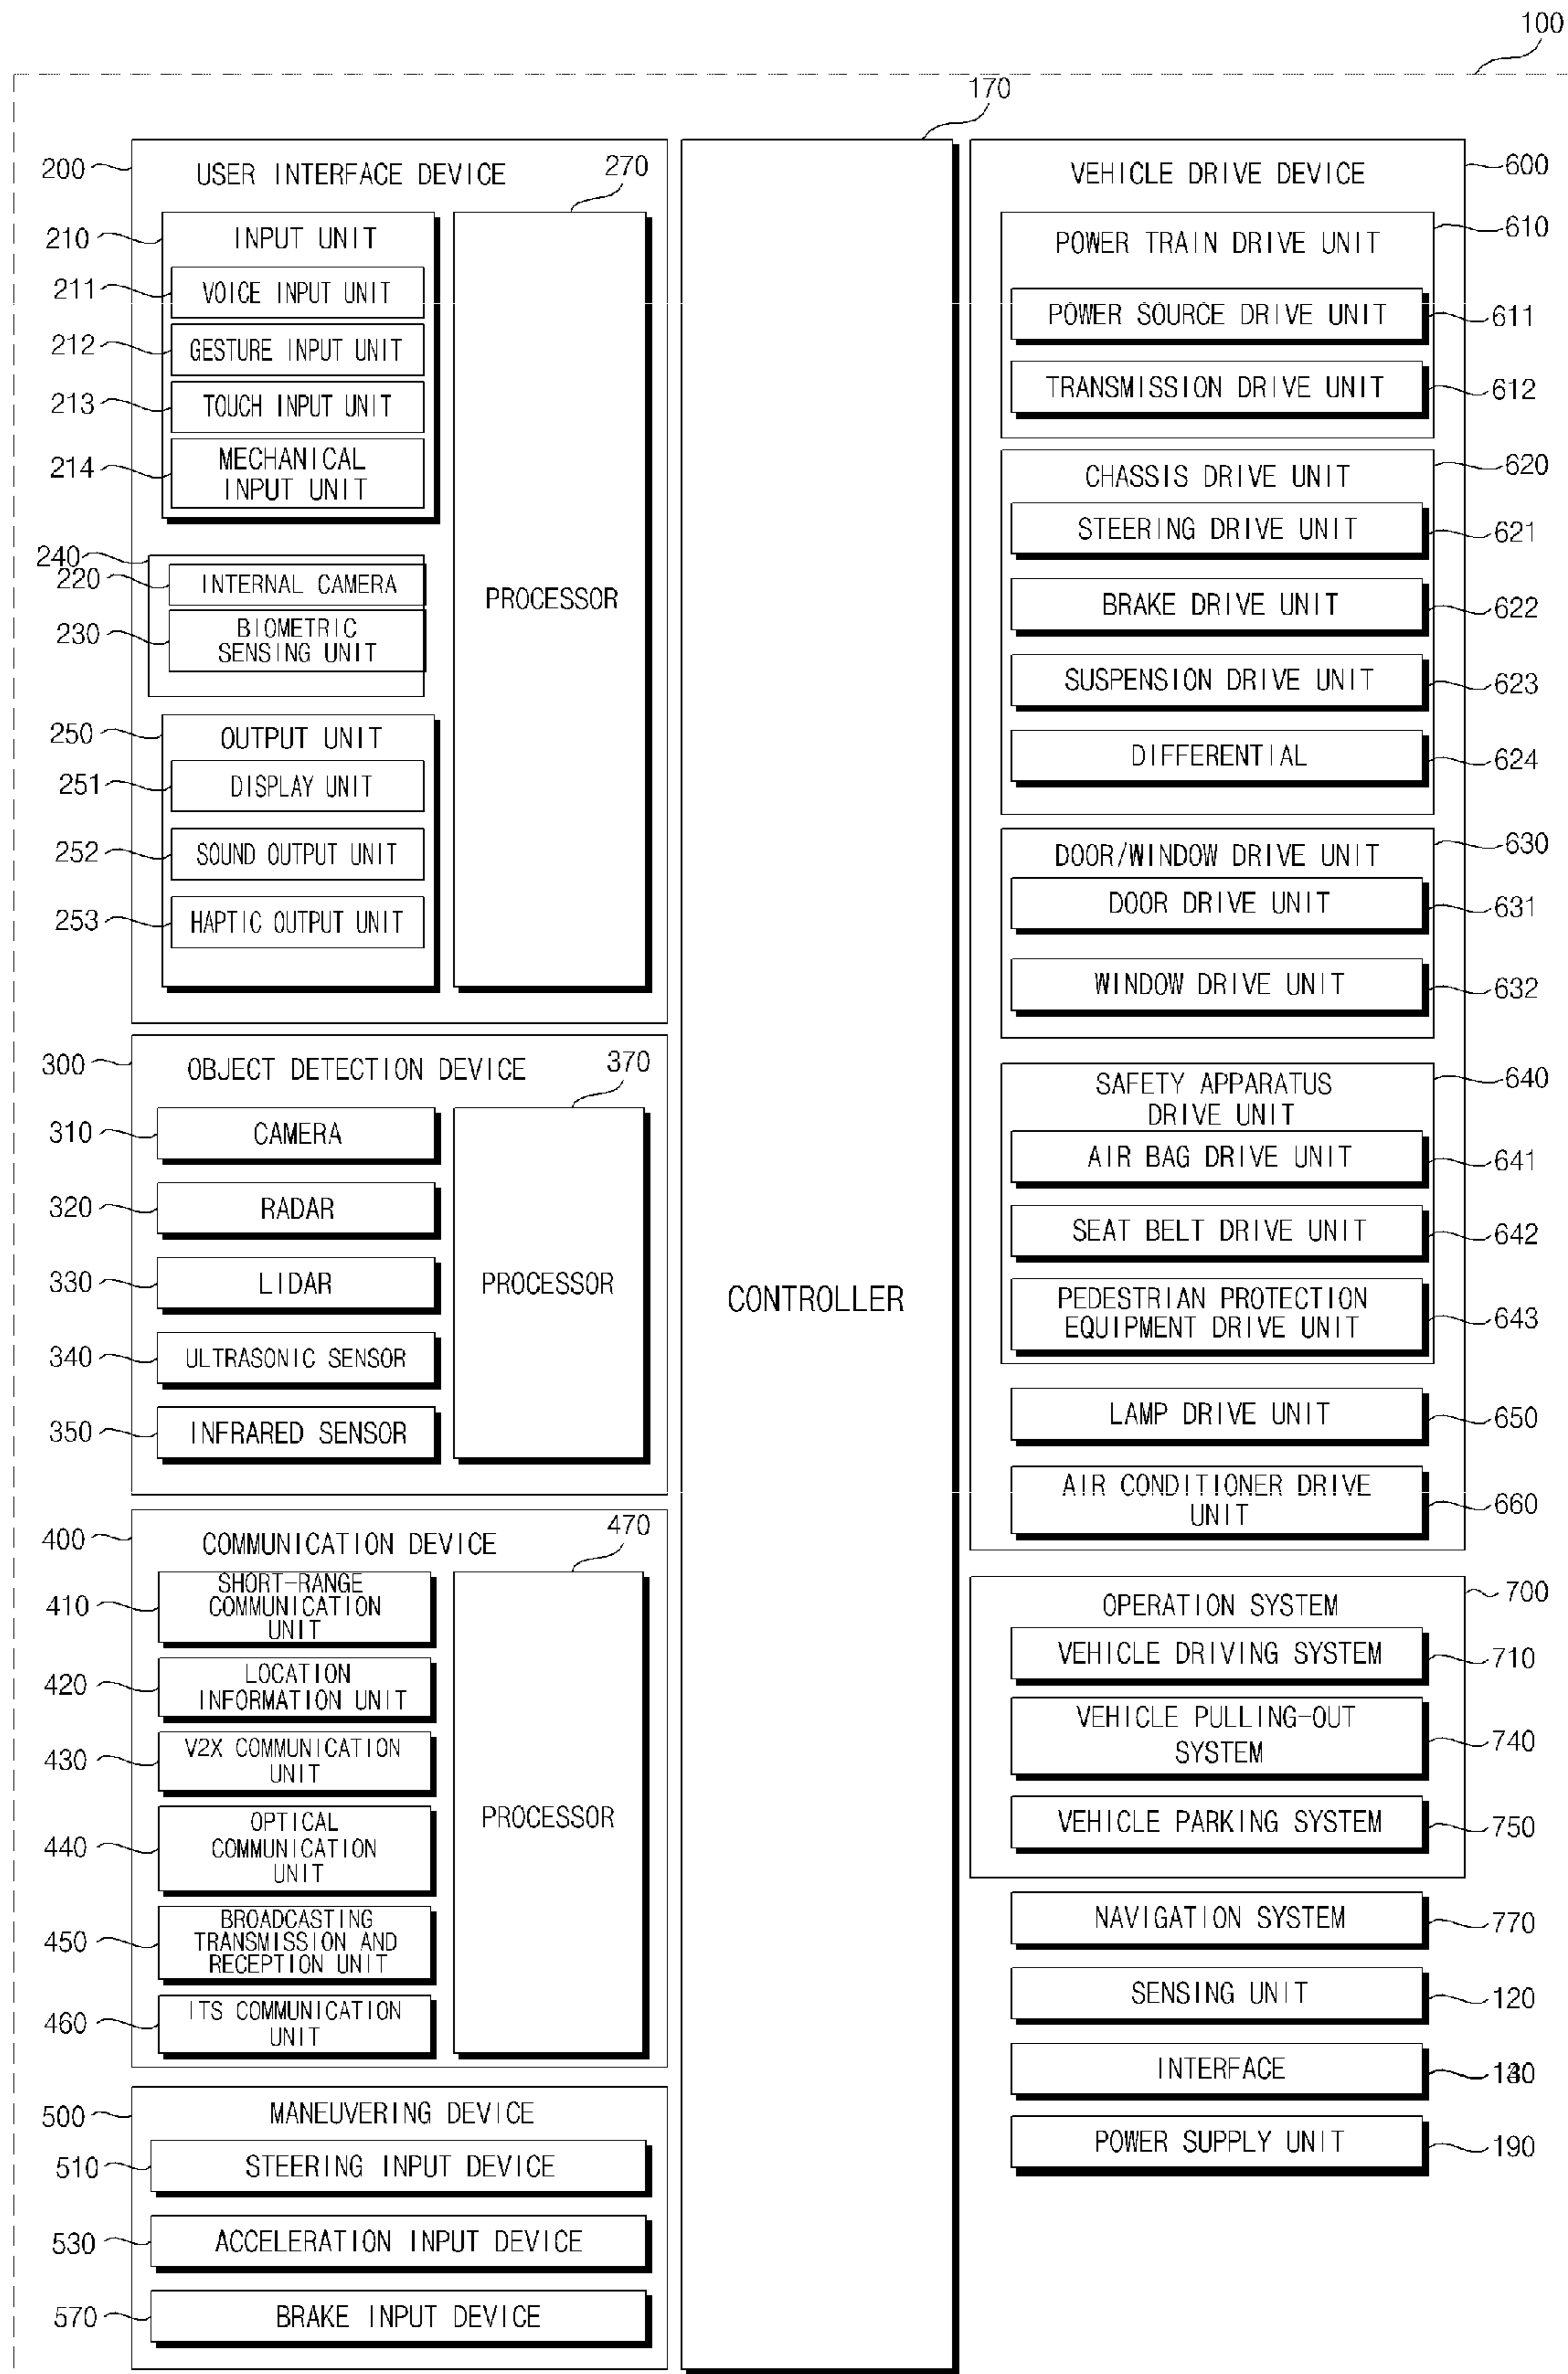 100
170
200
USER INTERFACE DEVICE
270
210
INPUT UNIT
211
VOICE INPUT UNIT
212
GESTURE INPUT UNIT
213
TOUCH INPUT UNIT
214
MECHANICAL
INPUT UNIT
240
220
INTERNAL CAMERA
230
BIOMETRIC
SENSING UNIT
PROCESSOR
250
OUTPUT UNIT
251
DISPLAY UNIT
252
SOUND OUTPUT UNIT
253
HAPTIC OUTPUT UNIT
300
OBJECT DETECTION DEVICE
370
310
CAMERA
320
RADAR
330
LIDAR
PROCESSOR
340
ULTRASONIC SENSOR
350
INFRARED SENSOR
400
COMMUNICATION DEVICE
470
410
SHORT-RANGE
COMMUNICATION
UNIT
420
LOCATION
INFORMATION UNIT
430
V2X COMMUNICATION
UNIT
440
OPTICAL
COMMUNICATION
UNIT
PROCESSOR
450
BROADCASTING
TRANSMISSION AND
RECEPTION UNIT
460
ITS COMMUNICATION
UNIT
500
MANEUVERING DEVICE
510
STEERING INPUT DEVICE
530
ACCELERATION INPUT DEVICE
570
BRAKE INPUT DEVICE
CONTROLLER
VEHICLE DRIVE DEVICE
600
POWER TRAIN DRIVE UNIT
610
POWER SOURCE DRIVE UNIT
611
TRANSMISSION DRIVE UNIT
612
CHASSIS DRIVE UNIT
620
STEERING DRIVE UNIT
621
BRAKE DRIVE UNIT
622
SUSPENSION DRIVE UNIT
623
DIFFERENTIAL
624
DOOR/WINDOW DRIVE UNIT
630
DOOR DRIVE UNIT
631
WINDOW DRIVE UNIT
632
SAFETY APPARATUS
DRIVE UNIT
640
AIR BAG DRIVE UNIT
641
SEAT BELT DRIVE UNIT
642
PEDESTRIAN PROTECTION
EQUIPMENT DRIVE UNIT
643
LAMP DRIVE UNIT
650
AIR CONDITIONER DRIVE
UNIT
660
OPERATION SYSTEM
700
VEHICLE DRIVING SYSTEM
710
VEHICLE PULLING-OUT
SYSTEM
740
VEHICLE PARKING SYSTEM
750
NAVIGATION SYSTEM
770
SENSING UNIT
120
INTERFACE
POWER SUPPLY UNIT
190